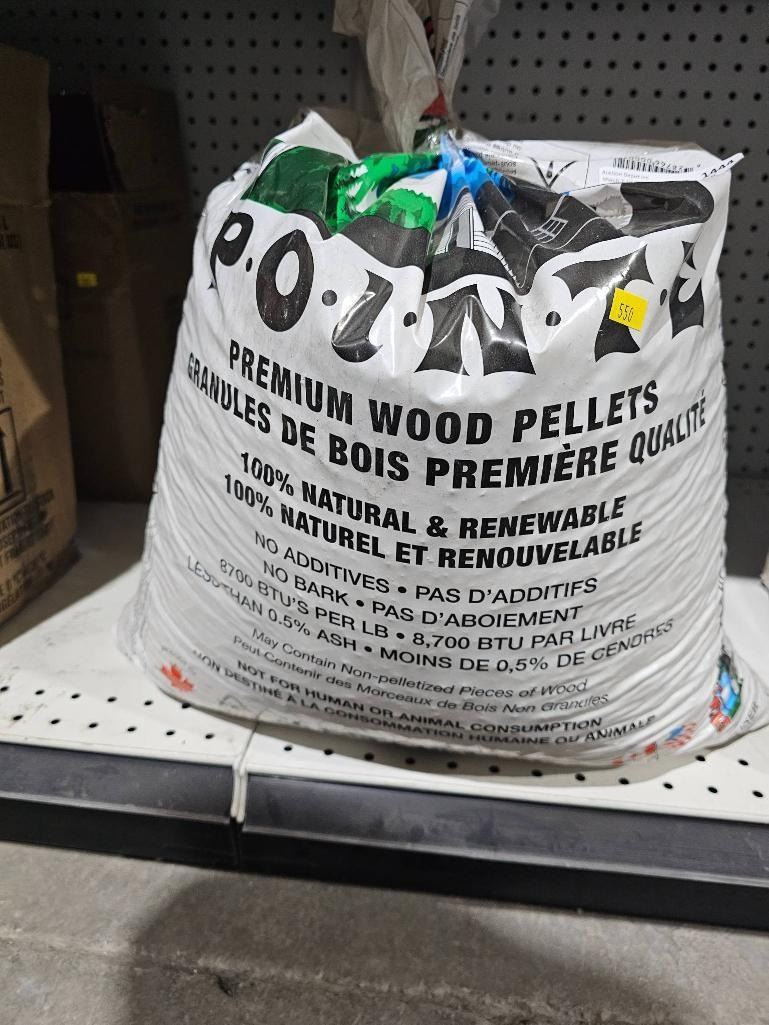 P.O.I.N.T.E
550
PREMIUM WOOD PELLETS
GRANULES DE BOIS PREMIÈRE QUALITÉ
100% NATURAL & RENEWABLE
100% NATUREL ET RENOUVELABLE
NO ADDITIVES • PAS D'ADDITIFS
NO BARK • PAS D'ABOIEMENT
8700 BTU'S PER LB • 8,700 BTU PAR LIVRE
LESS THAN 0.5% ASH • MOINS DE 0,5% DE CENDRES
May Contain Non-pelletized Pieces of Wood
Peut-Contenir des Morceaux de Bois Non Granulés
NOT FOR HUMAN OR ANIMAL CONSUMPTION
NON DESTINÉ À LA CONSOMMATION HUMAINE OU ANIMALE